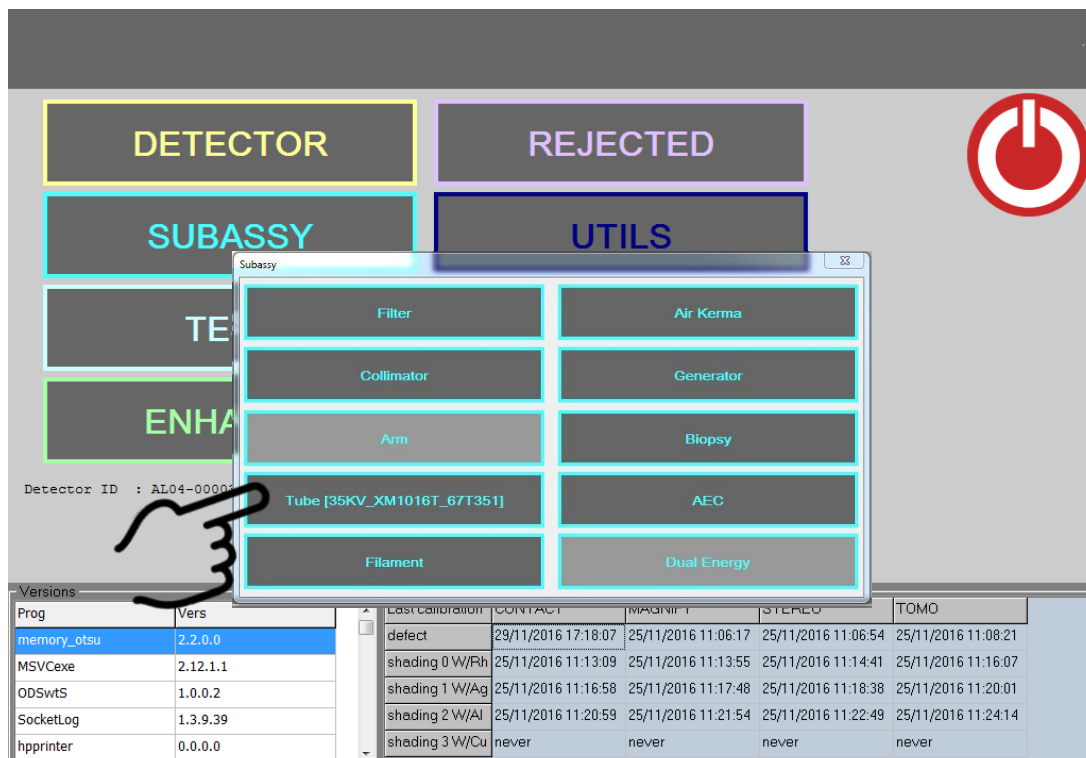 DETECTOR
REJECTED
SUBASSY
UTILS
Subassy
Filter
Air Kerma
Collimator
Generator
Arm
Biopsy
Tube [35KV_XM1016T_67T351]
AEC
Filament
Dual Energy
TE
ENHA
Detector ID : AL04-0000
Versions
Prog Vers
memory_otsu 2.2.0.0
MSVCexe 2.12.1.1
ODSwtS 1.0.0.2
SocketLog 1.3.9.39
hpprinter 0.0.0.0
Last calibration CONTACT MAGNIFY STEREO TOMO
defect 29/11/2016 17:18:07 25/11/2016 11:06:17 25/11/2016 11:06:54 25/11/2016 11:08:21
shading 0 W/Rh 25/11/2016 11:13:09 25/11/2016 11:13:55 25/11/2016 11:14:41 25/11/2016 11:16:07
shading 1 W/Ag 25/11/2016 11:16:58 25/11/2016 11:17:48 25/11/2016 11:18:38 25/11/2016 11:20:01
shading 2 W/Al 25/11/2016 11:20:59 25/11/2016 11:21:54 25/11/2016 11:22:49 25/11/2016 11:24:14
shading 3 W/Cu never never never never